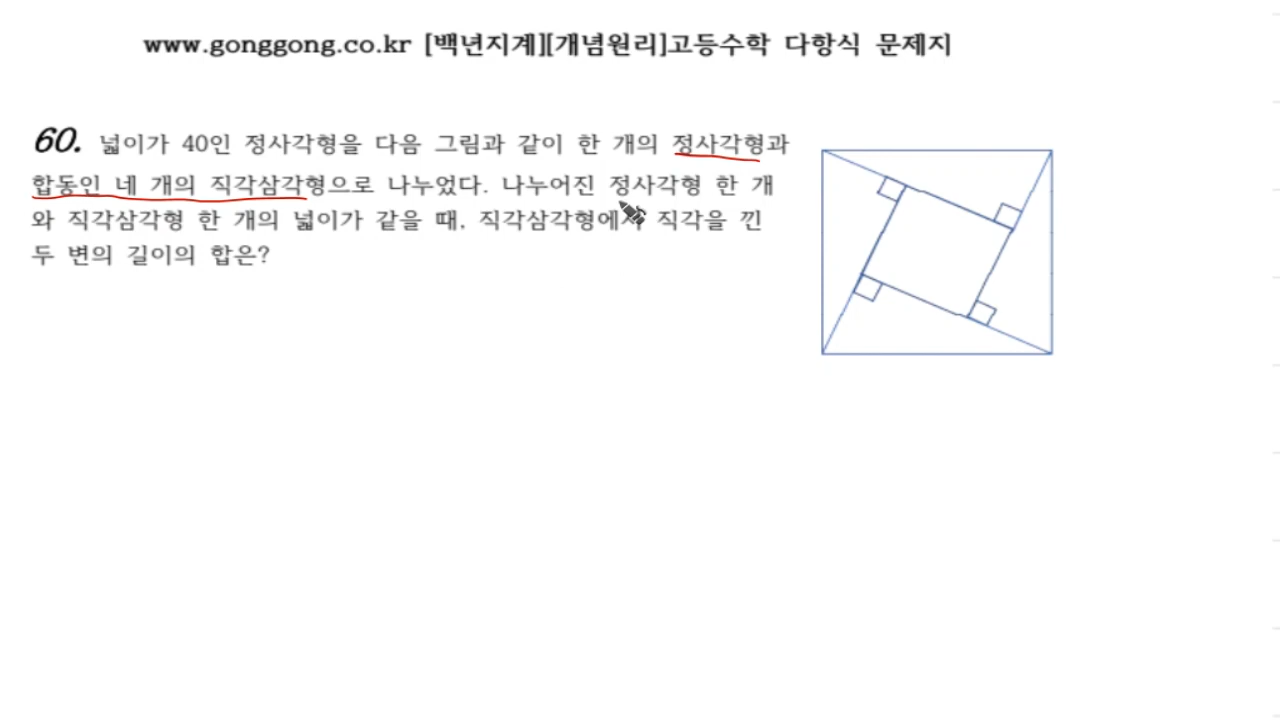 www.gonggong.co.kr [백년지계][개념원리]고등수학 다항식 문제지
60. 넓이가 40인 정사각형을 다음 그림과 같이 한 개의 정사각형과
합동인 네 개의 직각삼각형으로 나누었다. 나누어진 정사각형 한 개
와 직각삼각형 한 개의 넓이가 같을 때, 직각삼각형에서 직각을 낀
두 변의 길이의 합은?